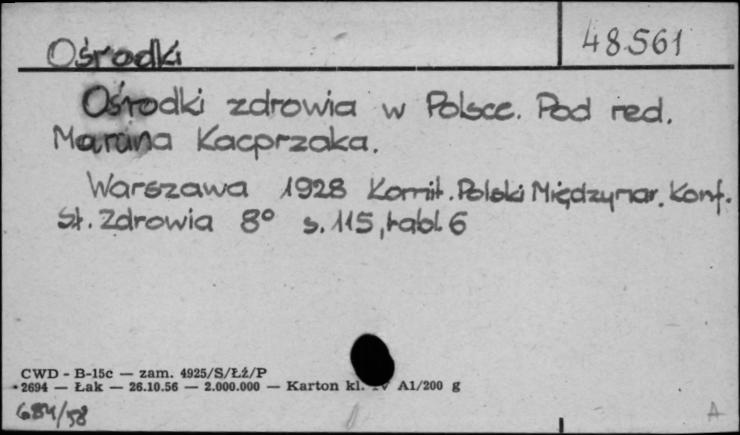 Ośrodki 48561
Ośrodki zdrowia w Polsce. Pod red.
Marcina Kacprzaka.
Warszawa 1928 Komit. Polski Międzynar. Konf.
Sł. Zdrowia 8° s. 115, tabl. 6
CWD - B-15c — zam. 4925/S/Łź/P
2694 — Łak — 26.10.56 — 2.000.000 — Karton kl. IV A1/200 g
684/58 A